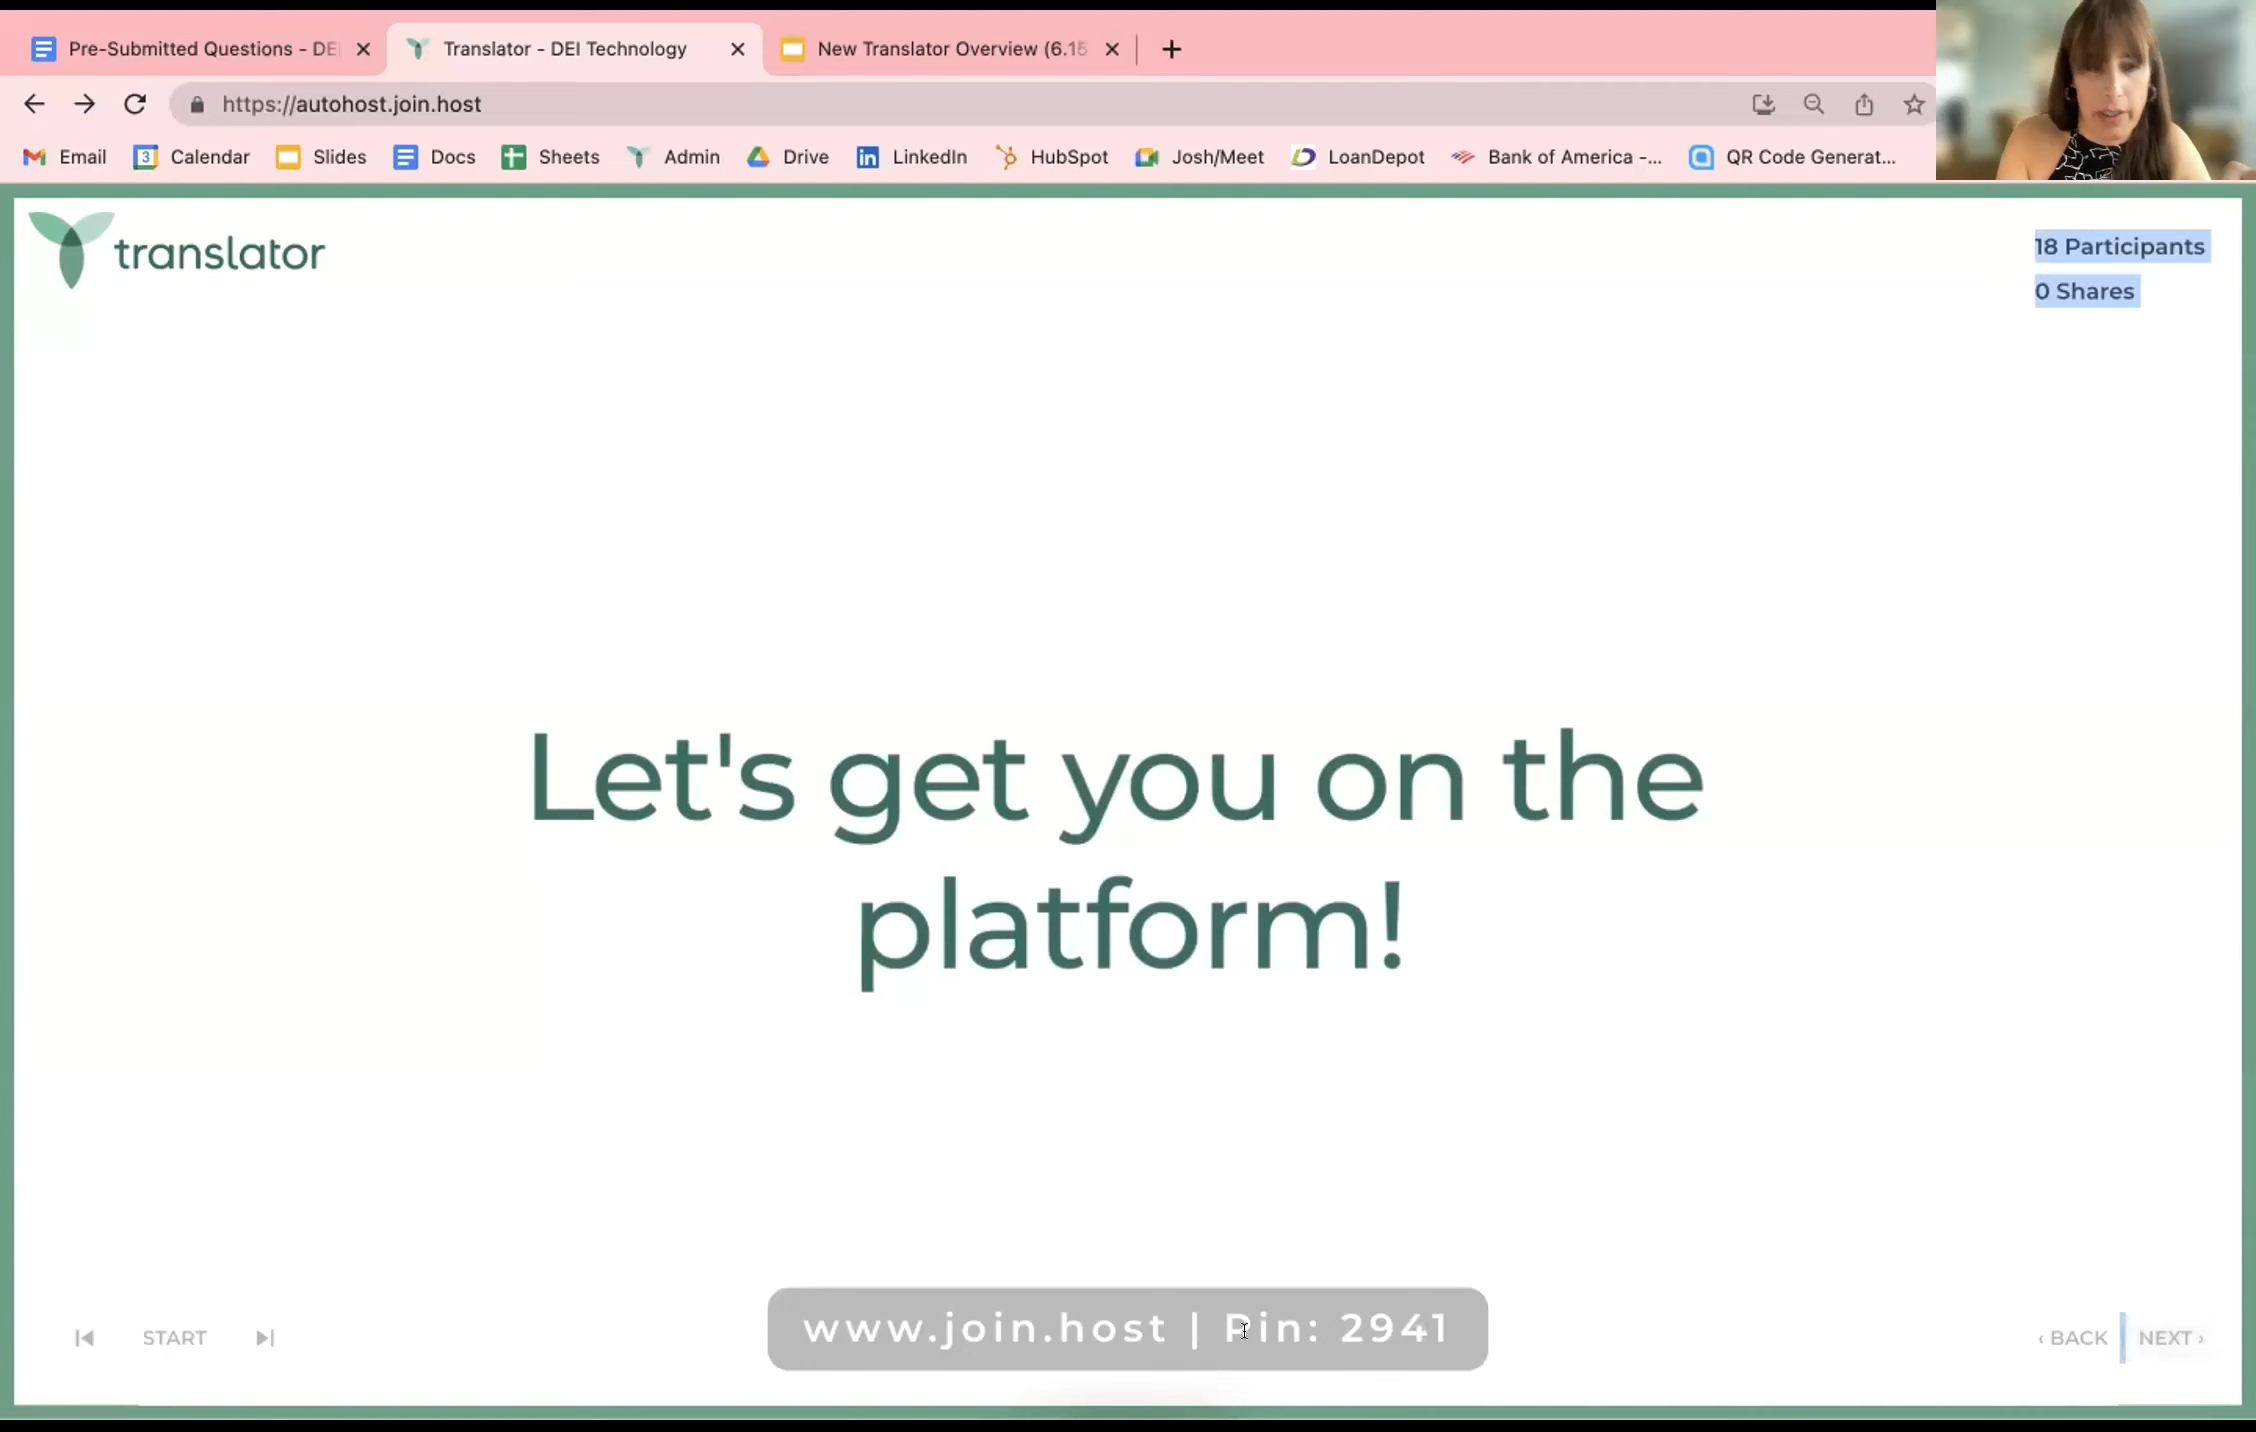 Pre-Submitted Questions - DE
Translator - DEI Technology
New Translator Overview (6.15
https://autohost.join.host
Email
Calendar
Slides
Docs
Sheets
Admin
Drive
LinkedIn
HubSpot
Josh/Meet
LoanDepot
Bank of America -...
QR Code Generat...
translator
18 Participants
0 Shares
Let's get you on the
platform!
START
www.join.host | Pin: 2941
‹ BACK
NEXT ›